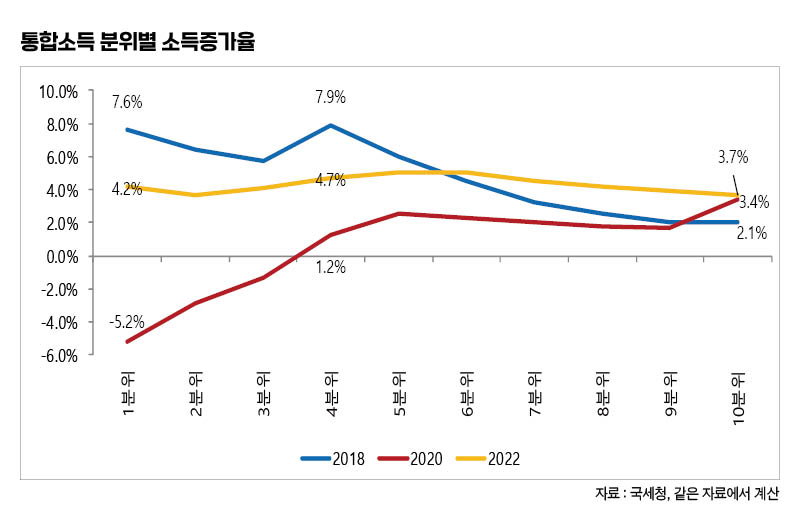 통합소득 분위별 소득증가율
10.0%
8.0%
6.0%
4.0%
2.0%
0.0%
-2.0%
-4.0%
-6.0%
7.6%
7.9%
4.2%
4.7%
3.7%
3.4%
2.1%
1.2%
-5.2%
1분위
2분위
3분위
4분위
5분위
6분위
7분위
8분위
9분위
10분위
2018 2020 2022
자료 : 국세청, 같은 자료에서 계산